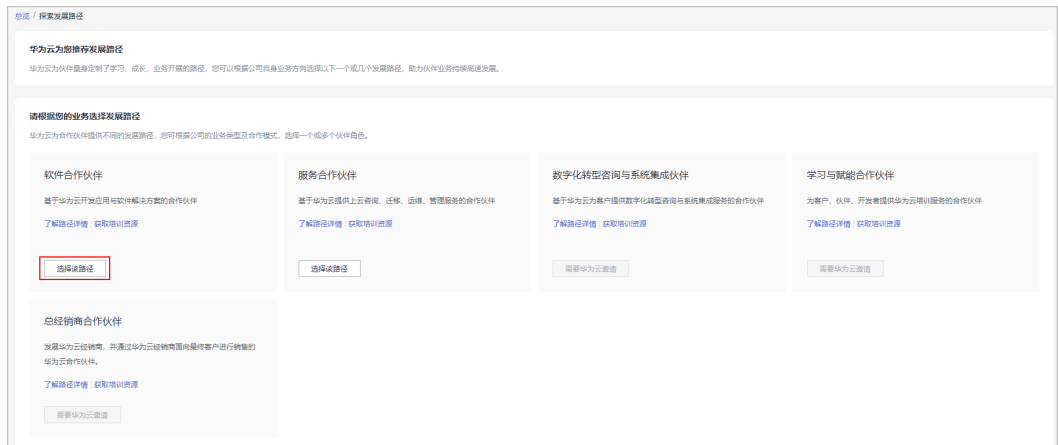 总览 / 探索发展路径
华为云为您推荐发展路径
华为云为伙伴量身定制了学习、成长、业务开展的路径，您可以根据公司自身业务方向选择以下一个或几个发展路径，助力伙伴业务持续高速发展。
请根据您的业务选择发展路径
华为云为合作伙伴提供不同的发展路径，您可根据公司的业务类型及合作模式，选择一个或多个伙伴角色。
软件合作伙伴
基于华为云开发应用与软件解决方案的合作伙伴
了解路径详情 | 获取培训资源
选择该路径
服务合作伙伴
基于华为云提供上云咨询、迁移、运维、管理服务的合作伙伴
了解路径详情 | 获取培训资源
选择该路径
数字化转型咨询与系统集成伙伴
基于华为云为客户提供数字化转型咨询与系统集成服务的合作伙伴
了解路径详情 | 获取培训资源
需要华为云邀请
学习与赋能合作伙伴
为客户、伙伴、开发者提供华为云培训服务的合作伙伴
了解路径详情 | 获取培训资源
需要华为云邀请
总经销商合作伙伴
发展华为云经销商，并通过华为云经销商面向最终客户进行销售的
华为云合作伙伴。
了解路径详情 | 获取培训资源
需要华为云邀请